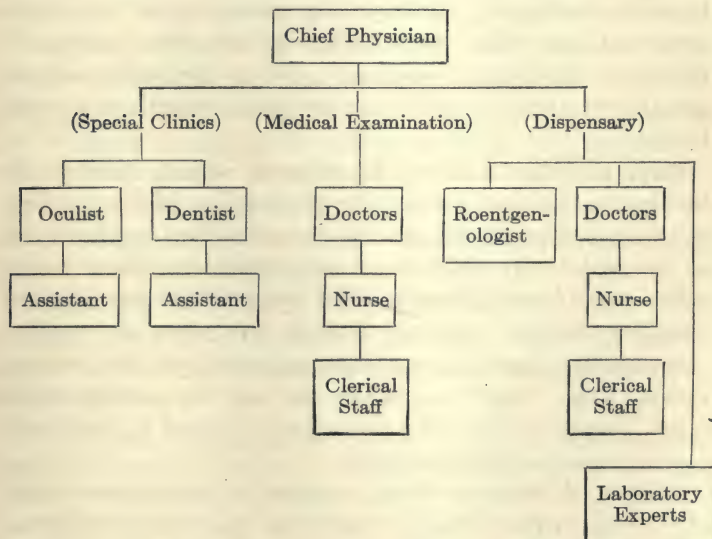 Chief Physician
(Special Clinics) (Medical Examination) (Dispensary)
Oculist Dentist Doctors Roentgen-
ologist Doctors
Assistant Assistant Nurse Nurse
Clerical
Staff Clerical
Staff
Laboratory
Experts